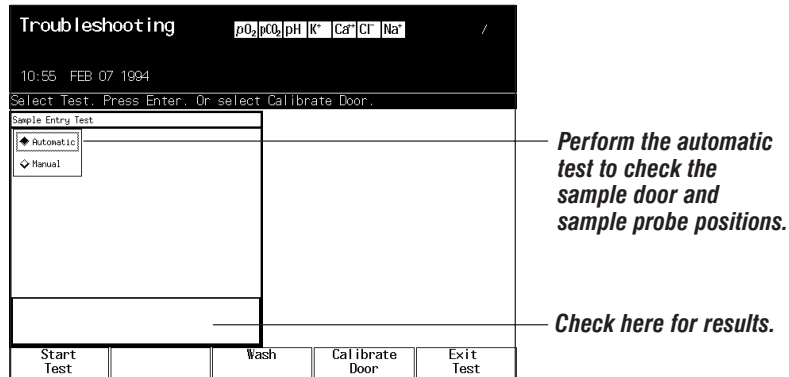 Troubleshooting
pO₂ pCO₂ pH K⁺ Ca⁺⁺ Cl⁻ Na⁺ /
10:55 FEB 07 1994
Select Test. Press Enter. Or select Calibrate Door.
Sample Entry Test
Automatic
Manual
Perform the automatic
test to check the
sample door and
sample probe positions.
Check here for results.
Start
Test
Wash
Calibrate
Door
Exit
Test